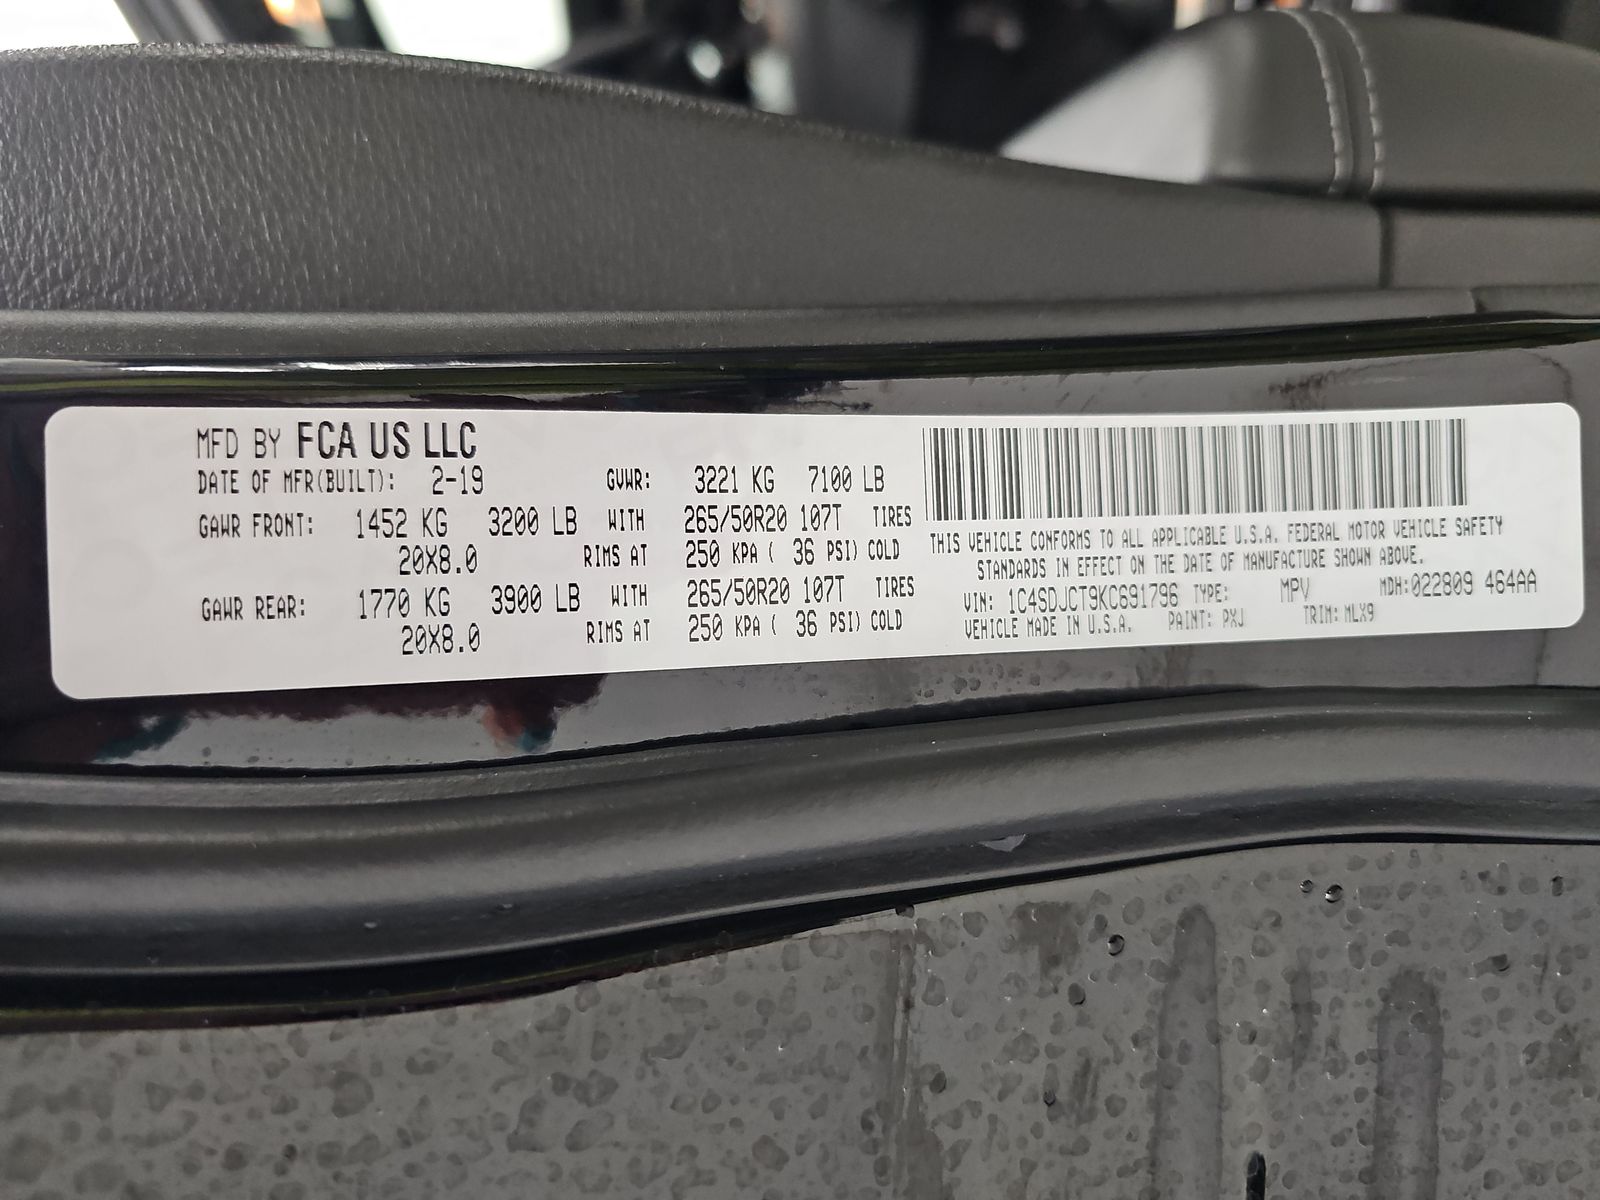 MFD BY FCA US LLC
DATE OF MFR(BUILT): 2-19 GVWR: 3221 KG 7100 LB
GAWR FRONT: 1452 KG 3200 LB WITH 265/50R20 107T TIRES
20X8.0 RIMS AT 250 KPA ( 36 PSI) COLD
GAWR REAR: 1770 KG 3900 LB WITH 265/50R20 107T TIRES
20X8.0 RIMS AT 250 KPA ( 36 PSI) COLD
THIS VEHICLE CONFORMS TO ALL APPLICABLE U.S.A. FEDERAL MOTOR VEHICLE SAFETY
STANDARDS IN EFFECT ON THE DATE OF MANUFACTURE SHOWN ABOVE.
VIN: 1C4SDJCT9KC691796 TYPE: MPV MDH:022809 464AA
VEHICLE MADE IN U.S.A. PAINT: PXJ TRIM: MLX9